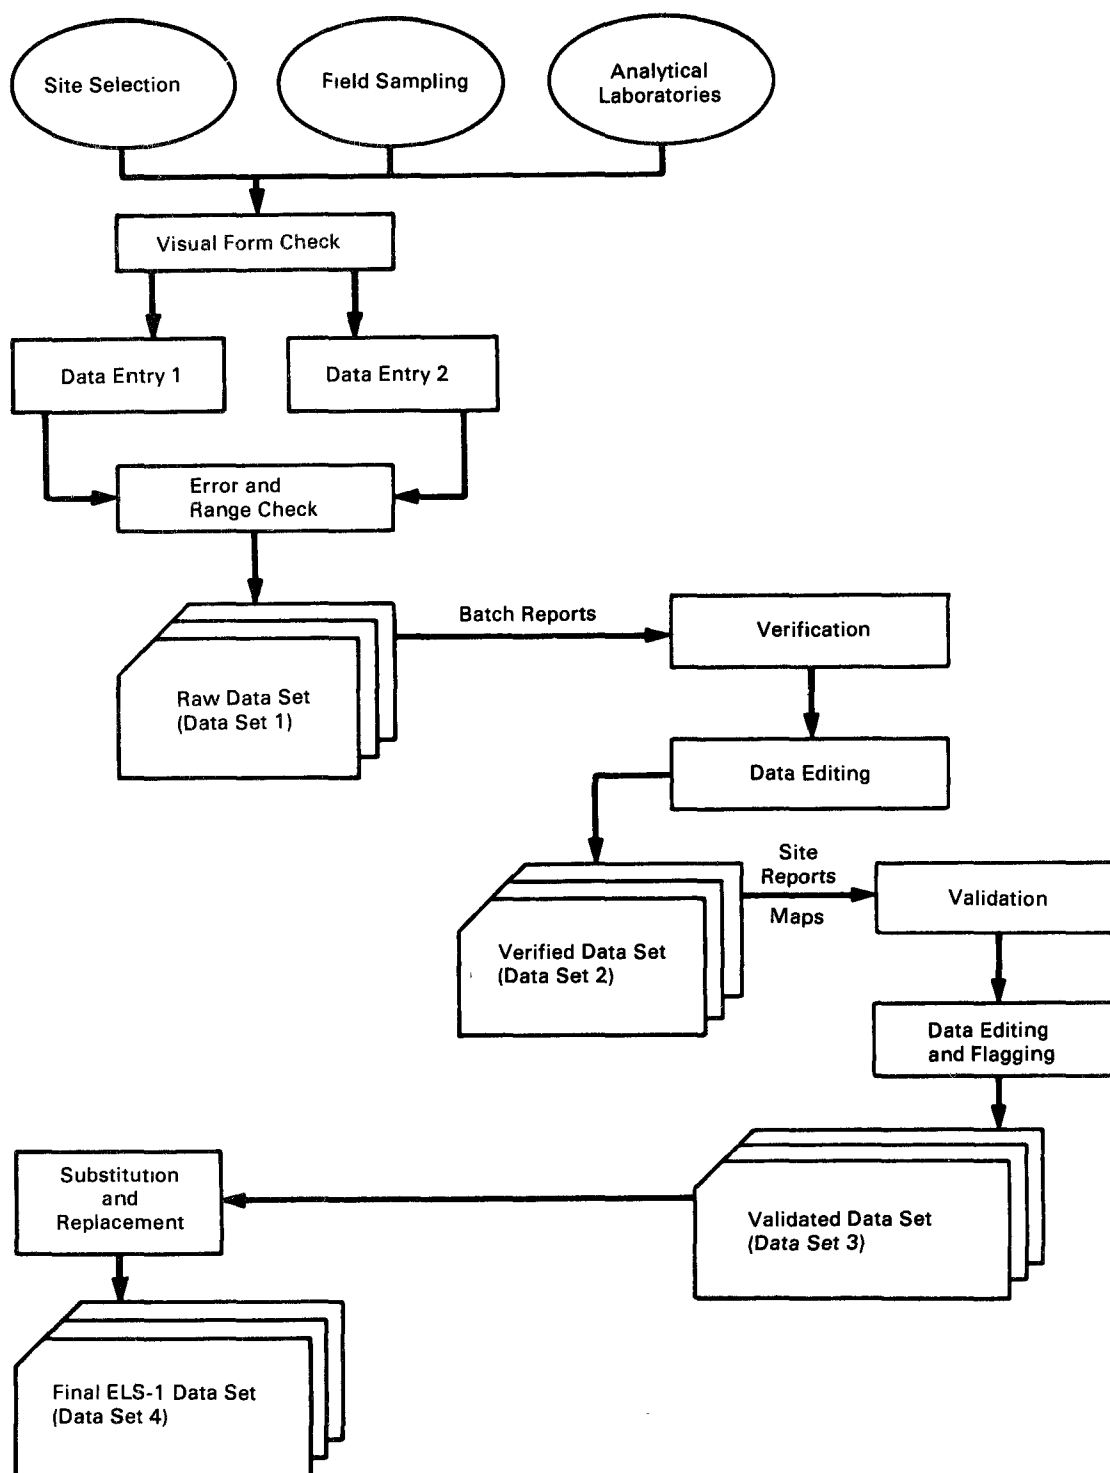 Site Selection
Field Sampling
Analytical
Laboratories
Visual Form Check
Data Entry 1
Data Entry 2
Error and
Range Check
Batch Reports
Verification
Raw Data Set
(Data Set 1)
Data Editing
Site
Reports
Maps
Validation
Verified Data Set
(Data Set 2)
Data Editing
and Flagging
Substitution
and
Replacement
Validated Data Set
(Data Set 3)
Final ELS-1 Data Set
(Data Set 4)